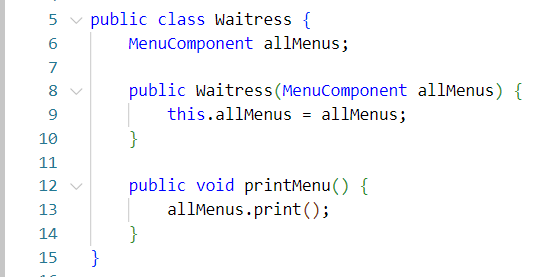 5 public class Waitress {
6 MenuComponent allMenus;
7
8 public Waitress(MenuComponent allMenus) {
9 this.allMenus = allMenus;
10 }
11
12 public void printMenu() {
13 allMenus.print();
14 }
15 }